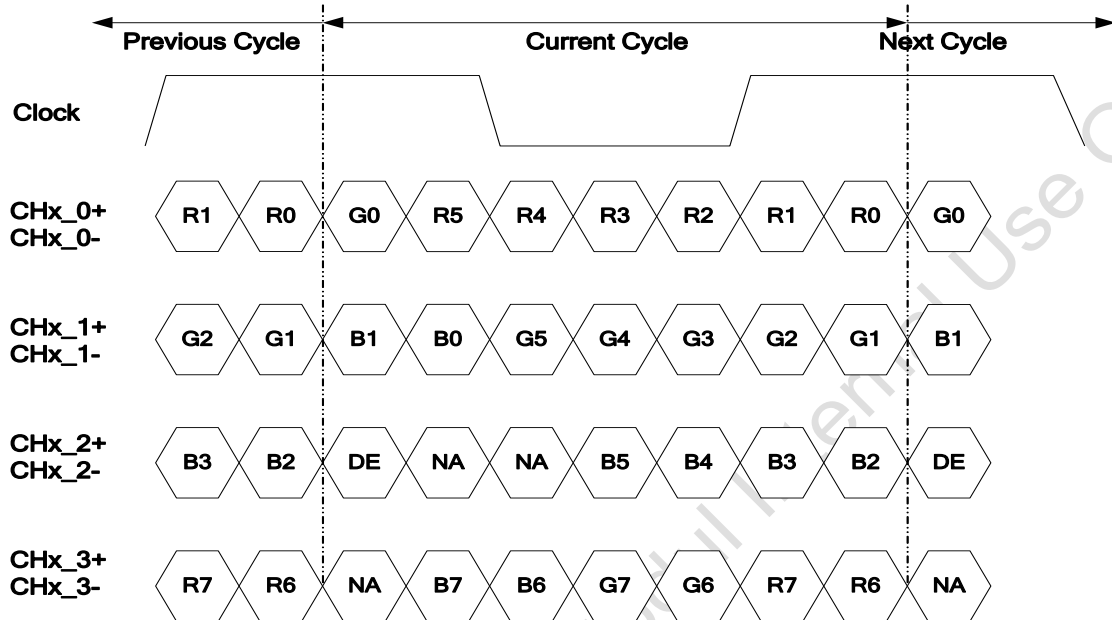 Previous Cycle Current Cycle Next Cycle
Clock
CHx_0+
CHx_0-
R1 R0 G0 R5 R4 R3 R2 R1 R0 G0
CHx_1+
CHx_1-
G2 G1 B1 B0 G5 G4 G3 G2 G1 B1
CHx_2+
CHx_2-
B3 B2 DE NA NA B5 B4 B3 B2 DE
CHx_3+
CHx_3-
R7 R6 NA B7 B6 G7 G6 R7 R6 NA
Use